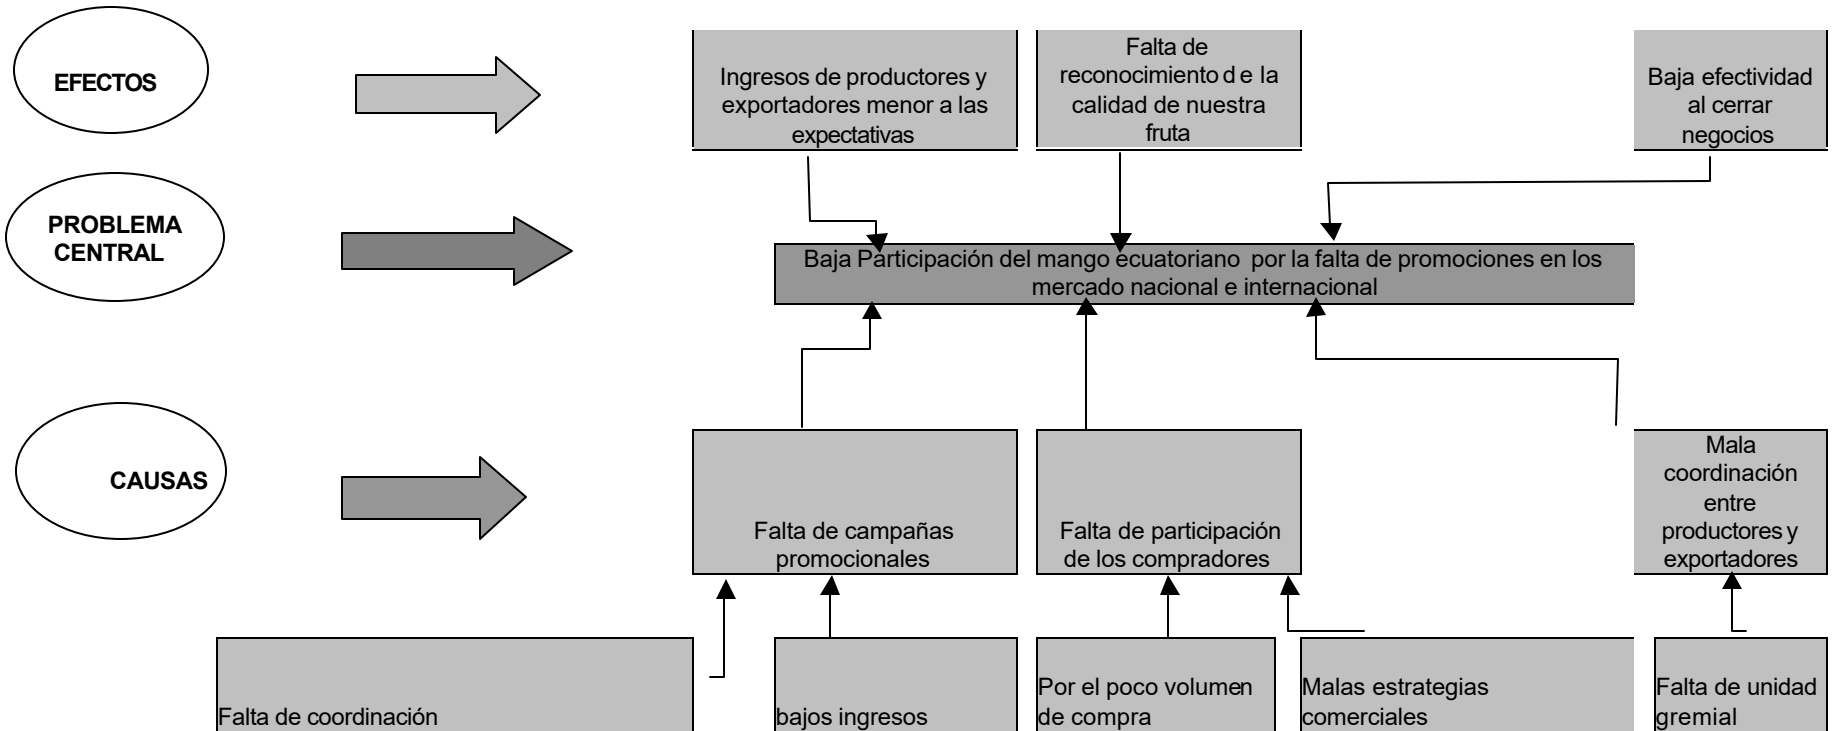 EFECTOS
Ingresos de productores y
exportadores menor a las
expectativas
Falta de
reconocimiento d e la
calidad de nuestra
fruta
Baja efectividad
al cerrar
negocios
PROBLEMA
CENTRAL
Baja Participación del mango ecuatoriano por la falta de promociones en los
mercado nacional e internacional
CAUSAS
Falta de campañas
promocionales
Falta de participación
de los compradores
Mala
coordinación
entre
productores y
exportadores
Falta de coordinación
bajos ingresos
Por el poco volumen
de compra
Malas estrategias
comerciales
Falta de unidad
gremial